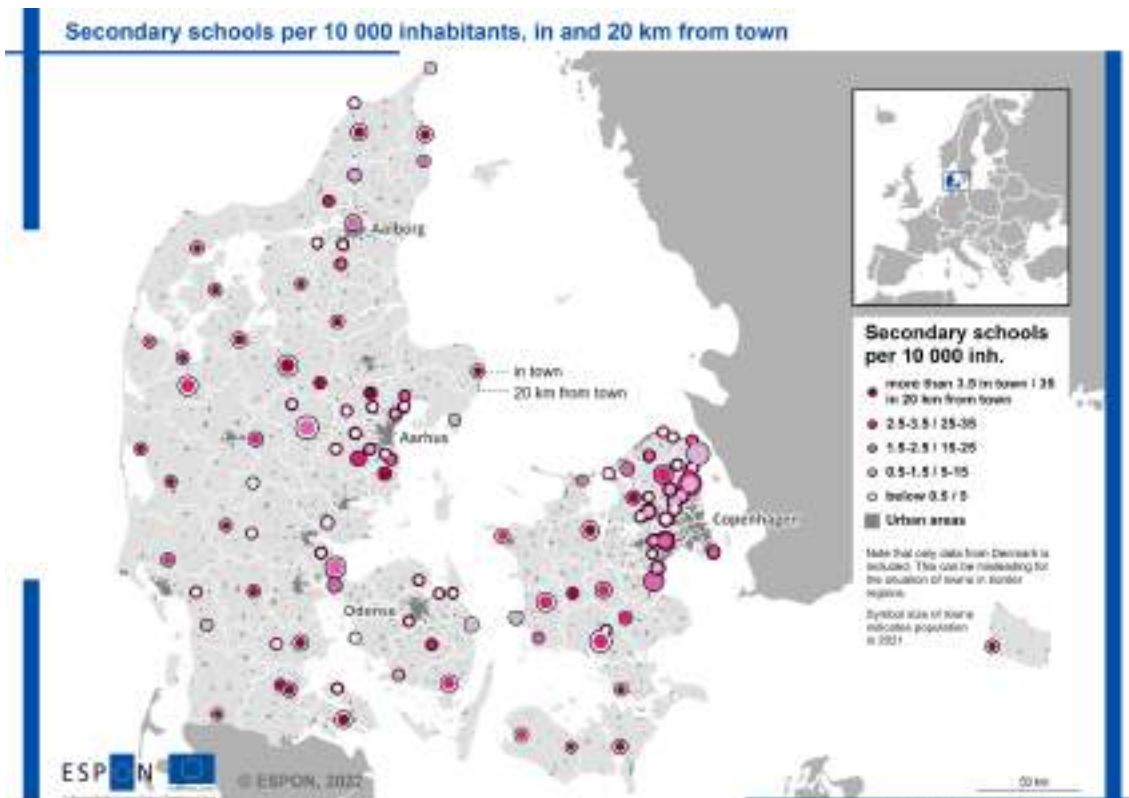 Secondary schools per 10 000 inhabitants, in and 20 km from town
Aalborg
in town
20 km from town
Aarhus
Copenhagen
Odense
Secondary schools
per 10 000 inh.
more than 3.5 in town / 35
in 20 km from town
2.5-3.5 / 25-35
1.5-2.5 / 15-25
0.5-1.5 / 5-15
below 0.5 / 5
Urban areas
Note that only data from Denmark is
included. This can be misleading for
the situation of towns in border
regions.
Symbol size of towns
indicates population
in 2021
ESPON
© ESPON, 2022
50 km